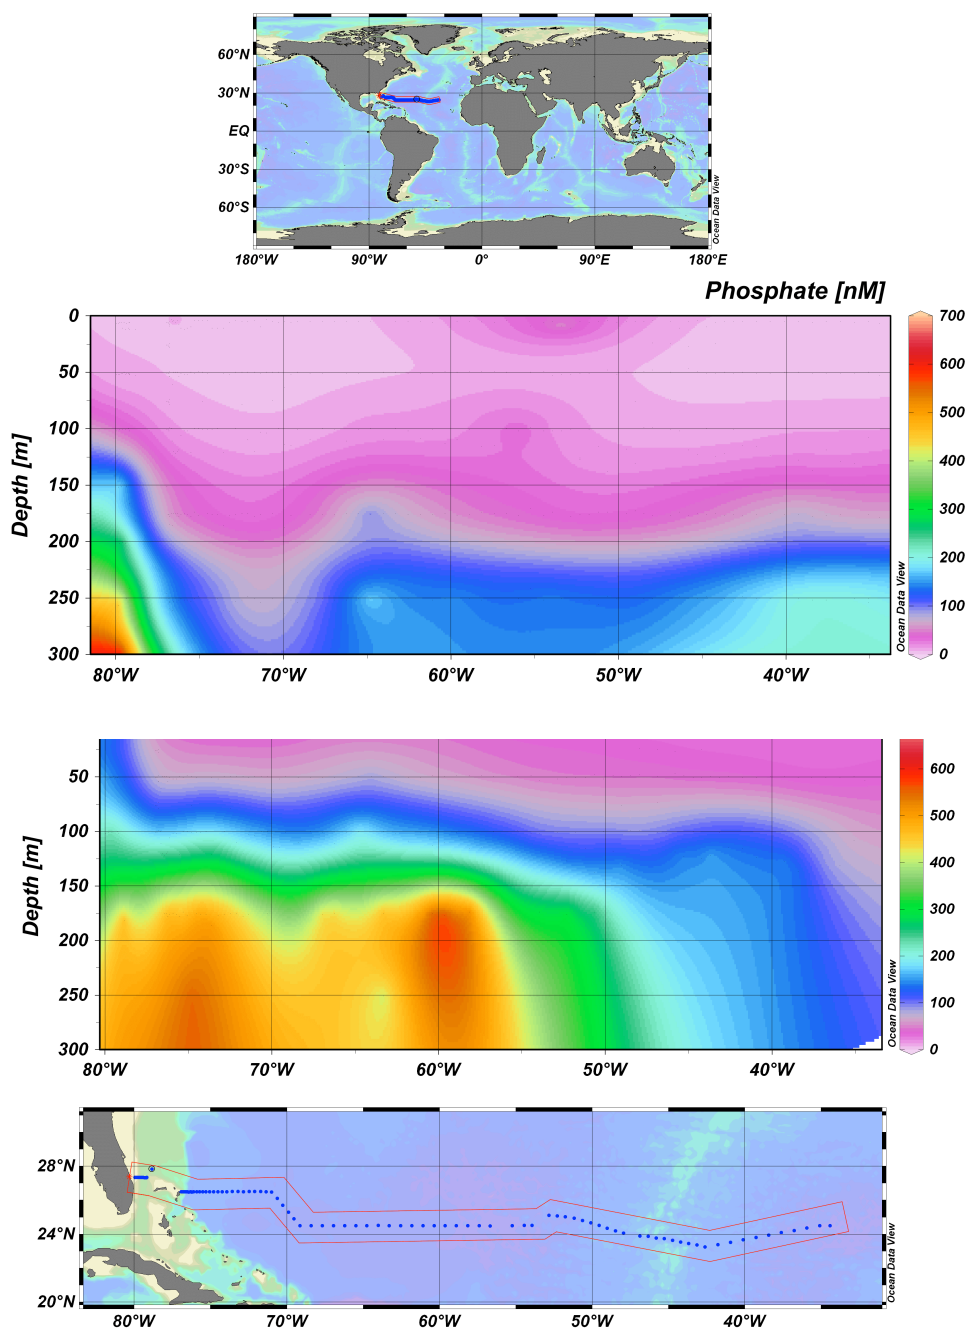 60°N
30°N
EQ
30°S
60°S
180°W 90°W 0° 90°E 180°E
Ocean Data View
Phosphate [nM]
0
50
100
150
200
250
300
Depth [m]
80°W 70°W 60°W 50°W 40°W
Ocean Data View
700
600
500
400
300
200
100
0
50
100
150
200
250
300
Depth [m]
80°W 70°W 60°W 50°W 40°W
Ocean Data View
600
500
400
300
200
100
0
28°N
24°N
20°N
80°W 70°W 60°W 50°W 40°W
Ocean Data View